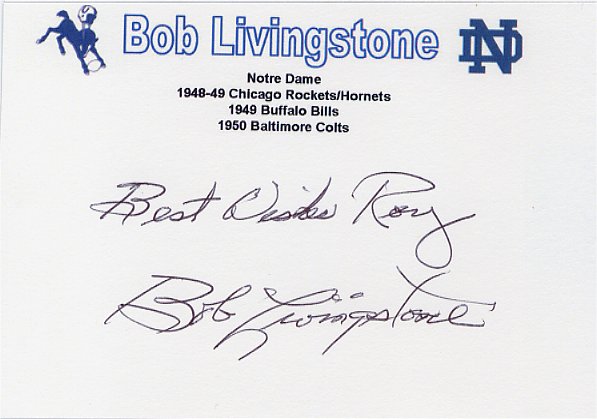 Bob Livingstone
ND
Notre Dame
1948-49 Chicago Rockets/Hornets
1949 Buffalo Bills
1950 Baltimore Colts
Best Wishes Roy
Bob Livingstone